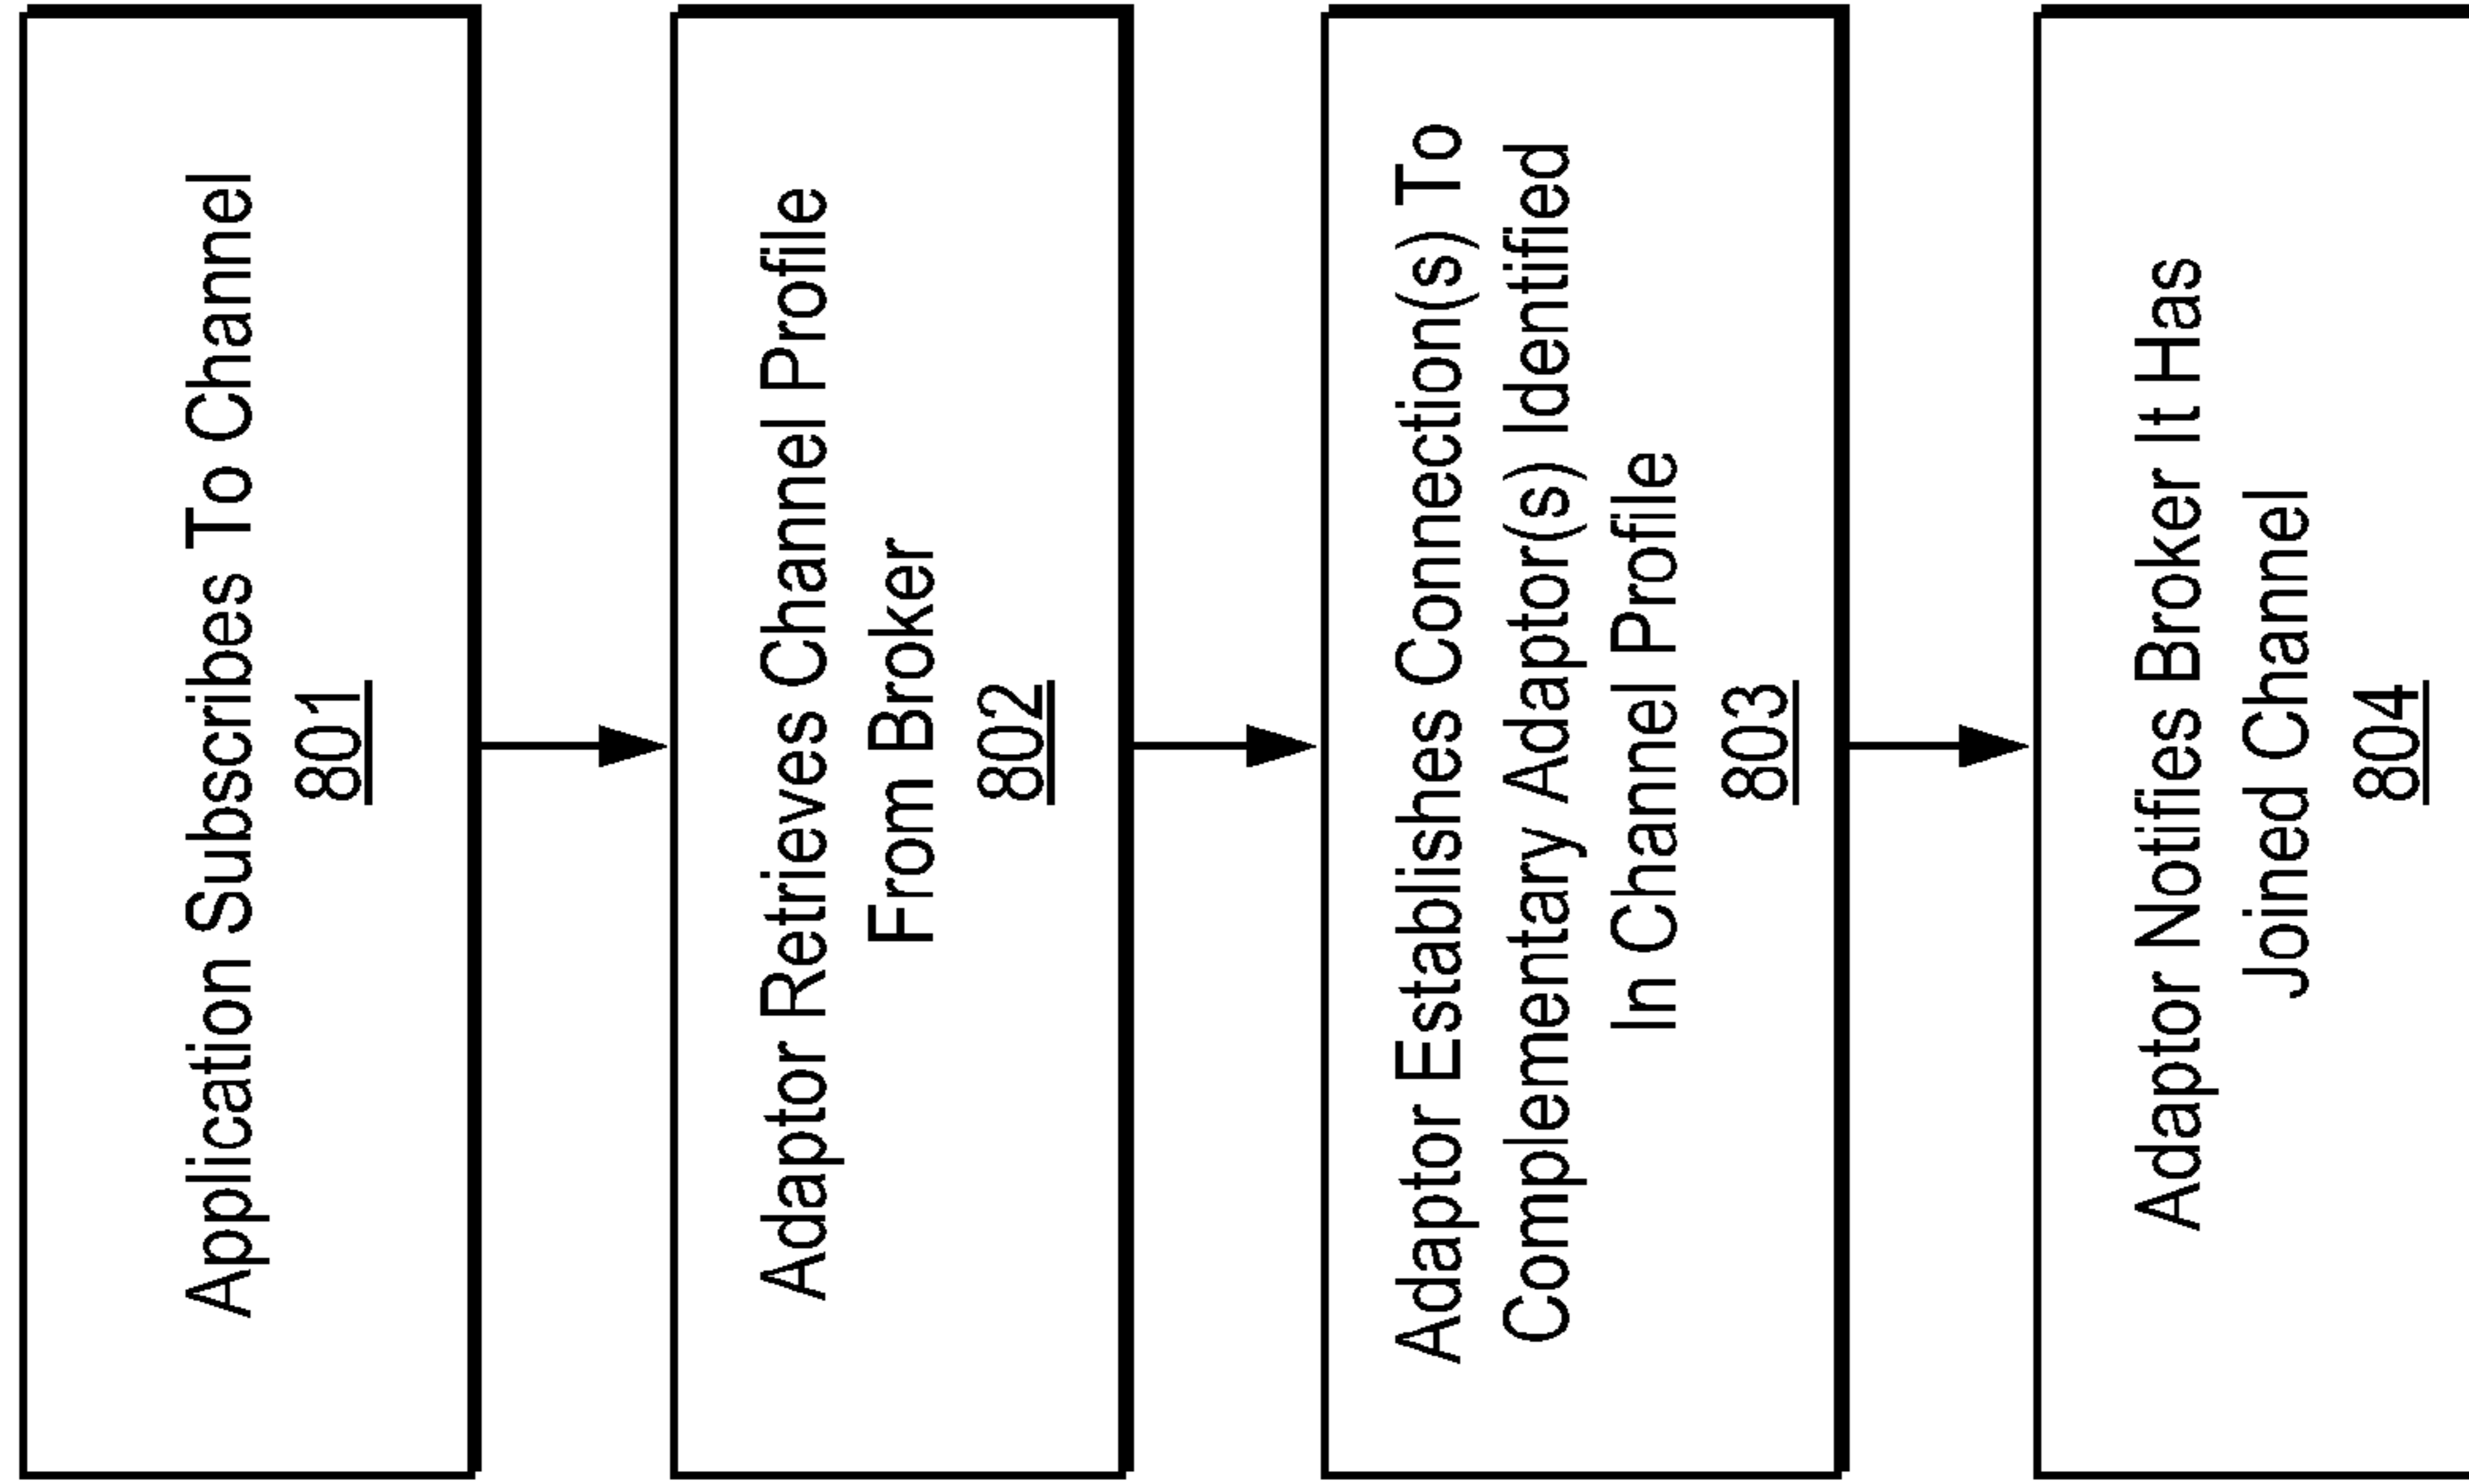 Application Subscribes To Channel
801
Adaptor Retrieves Channel Profile
From Broker
802
Adaptor Establishes Connection(s) To
Complementary Adaptor(s) Identified
In Channel Profile
803
Adaptor Notifies Broker It Has
Joined Channel
804